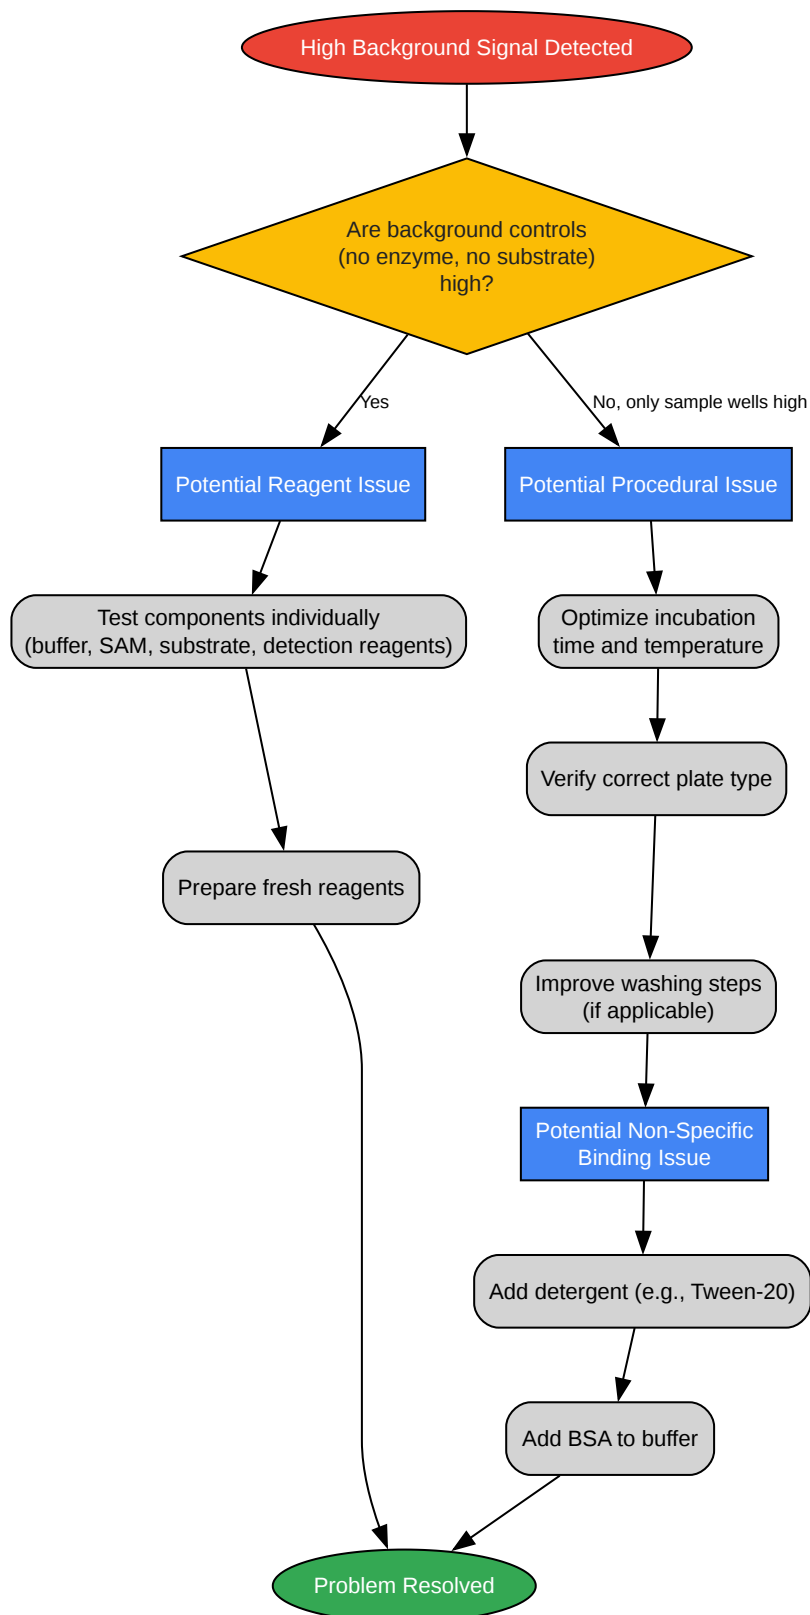 High Background Signal Detected
Are background controls
(no enzyme, no substrate)
high?
Yes
No, only sample wells high
Potential Reagent Issue
Potential Procedural Issue
Test components individually
(buffer, SAM, substrate, detection reagents)
Optimize incubation
time and temperature
Verify correct plate type
Prepare fresh reagents
Improve washing steps
(if applicable)
Potential Non-Specific
Binding Issue
Add detergent (e.g., Tween-20)
Add BSA to buffer
Problem Resolved